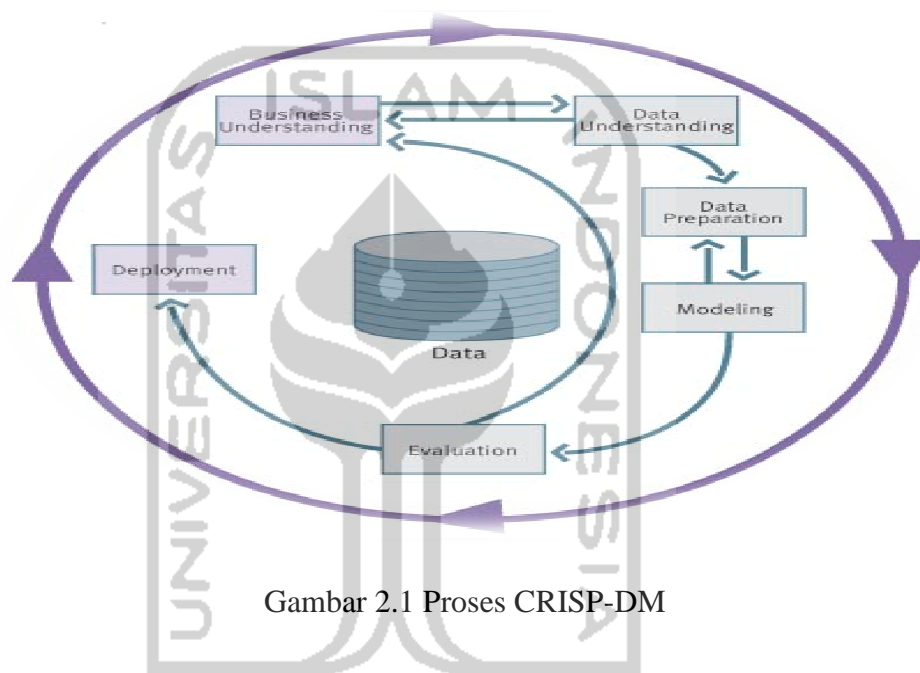 UNIVERSITAS
ISLAM
INDONESIA
Business
Understanding
Data
Understanding
Data
Preparation
Modeling
Deployment
Data
Evaluation
Gambar 2.1 Proses CRISP-DM